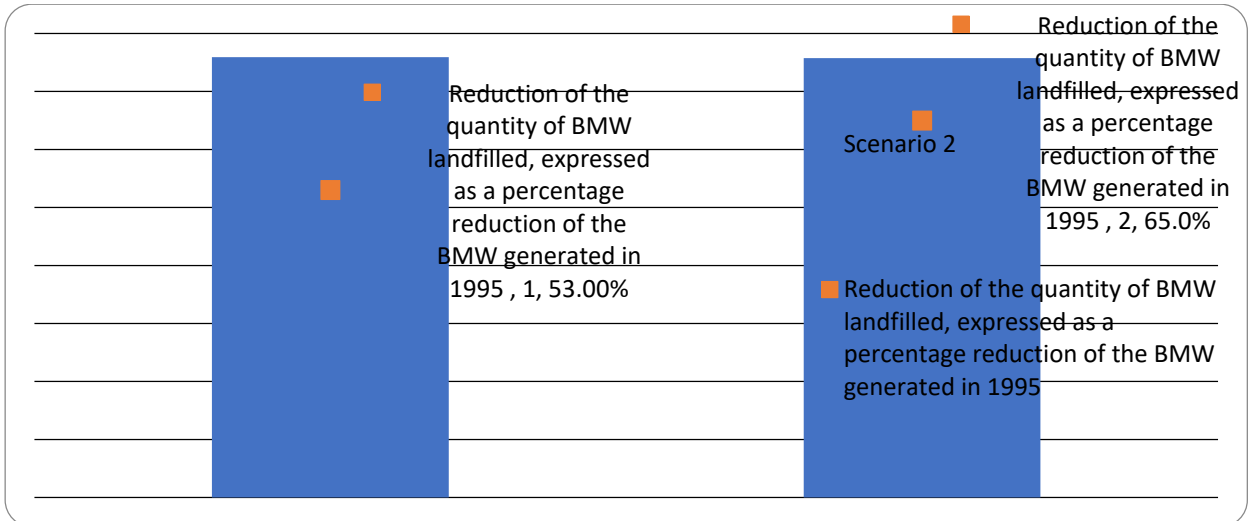 Reduction of the
quantity of BMW
landfilled, expressed
as a percentage
reduction of the
BMW generated in
1995 , 1, 53.00%
Reduction of the
quantity of BMW
landfilled, expressed
as a percentage
reduction of the
BMW generated in
1995 , 2, 65.0%
Scenario 2
Reduction of the quantity of BMW
landfilled, expressed as a
percentage reduction of the BMW
generated in 1995